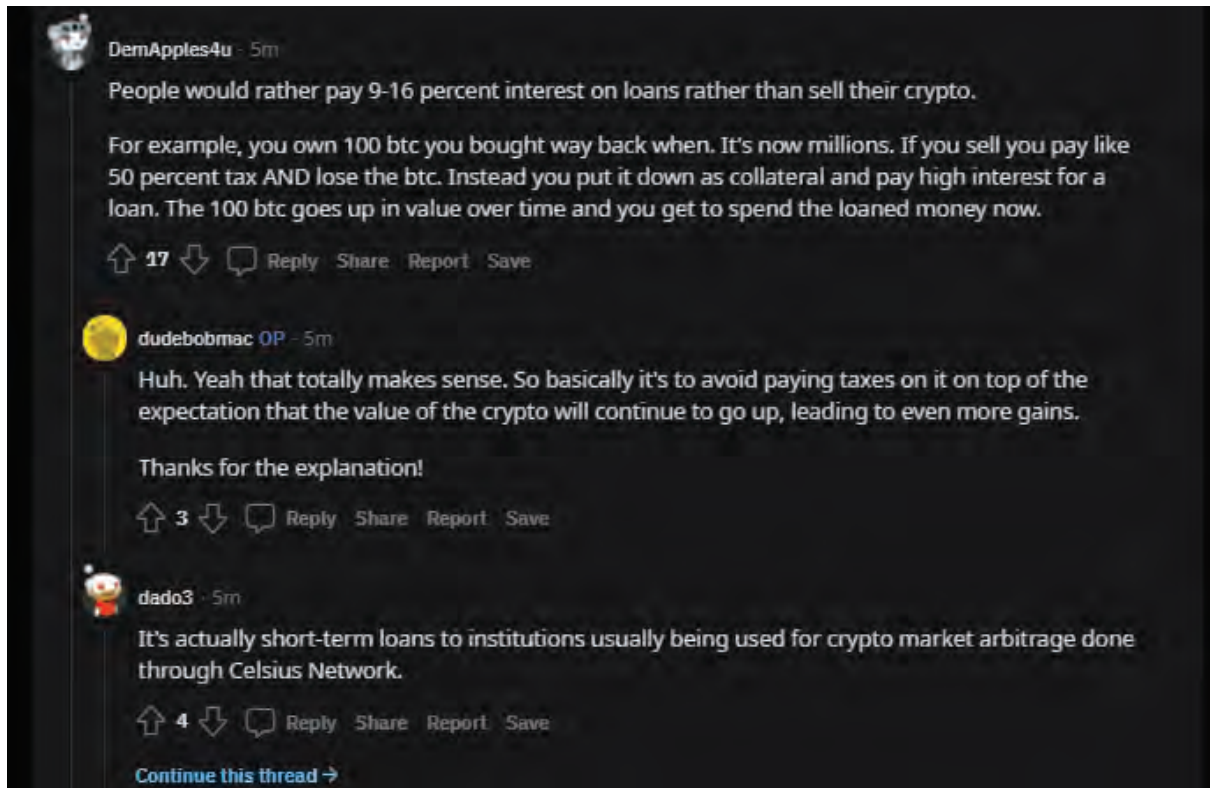 DemApples4u · 5m
People would rather pay 9-16 percent interest on loans rather than sell their crypto.
For example, you own 100 btc you bought way back when. It's now millions. If you sell you pay like
50 percent tax AND lose the btc. Instead you put it down as collateral and pay high interest for a
loan. The 100 btc goes up in value over time and you get to spend the loaned money now.
17 Reply Share Report Save
dudebobmac OP · 5m
Huh. Yeah that totally makes sense. So basically it's to avoid paying taxes on it on top of the
expectation that the value of the crypto will continue to go up, leading to even more gains.
Thanks for the explanation!
3 Reply Share Report Save
dado3 · 5m
It's actually short-term loans to institutions usually being used for crypto market arbitrage done
through Celsius Network.
4 Reply Share Report Save
Continue this thread →